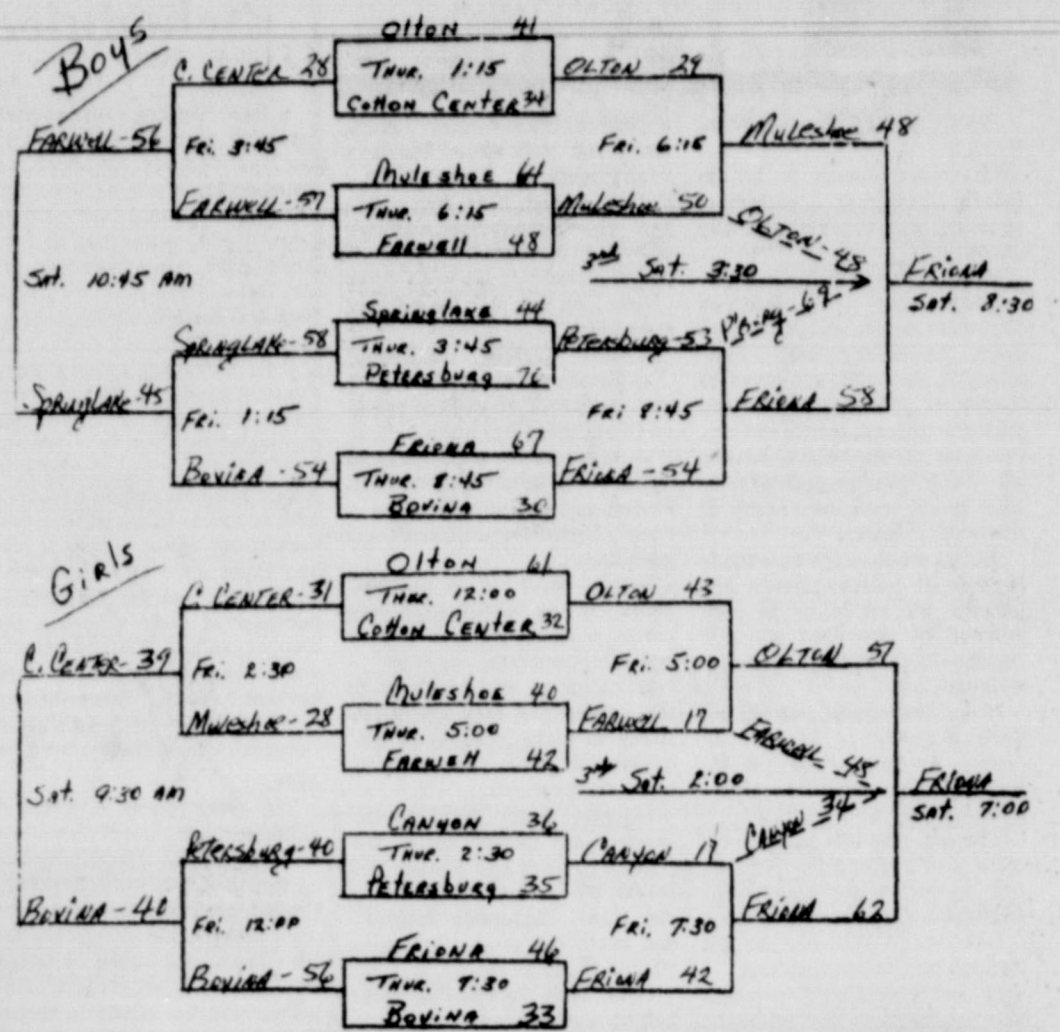 Boys
Olton 41
C. CENTER 28
THUR. 1:15
OLTON 29
Cotton Center 34
FARWELL-56
Fri. 3:45
Fri. 6:15
Muleshoe 48
Muleshoe 64
FARWELL-57
THUR. 6:15
Muleshoe 50
FARWELL 48
OLTON-48
Sat. 10:45 AM
3rd Sat. 3:30
FRIONA
Sat. 8:30
Springlake 44
SPRINGLAKE-58
THUR. 3:45
Petersburg-53
Petersburg 76
Springlake 45
Fri. 1:15
Fri 8:45
FRIONA 58
FRIONA 67
BOVINA-54
THUR. 8:45
FRIONA-54
BOVINA 30
Girls
Olton 61
C. CENTER-31
THUR. 12:00
OLTON 43
Cotton Center 32
C. CENTER-39
Fri. 2:30
Fri. 5:00
OLTON 57
Muleshoe 40
Muleshoe-28
THUR. 5:00
FARWELL 17
FARWELL 42
FARWELL 45
Sat. 9:30 AM
3rd Sat. 2:00
FRIONA
Sat. 7:00
CANYON 34
CANYON 36
Petersburg-40
THUR. 2:30
CANYON 17
Petersburg 35
BOVINA-40
Fri. 12:00
Fri. 7:30
FRIONA 62
FRIONA 46
BOVINA-56
THUR. 7:30
FRIONA 42
BOVINA 33